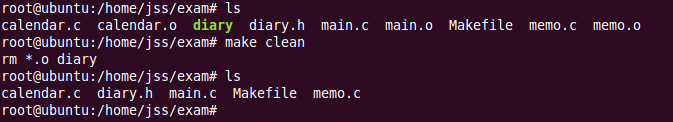 root@ubuntu:/home/jss/exam# ls
calendar.c  calendar.o  diary  diary.h  main.c  main.o  Makefile  memo.c  memo.o
root@ubuntu:/home/jss/exam# make clean
rm *.o diary
root@ubuntu:/home/jss/exam# ls
calendar.c  diary.h  main.c  Makefile  memo.c
root@ubuntu:/home/jss/exam#